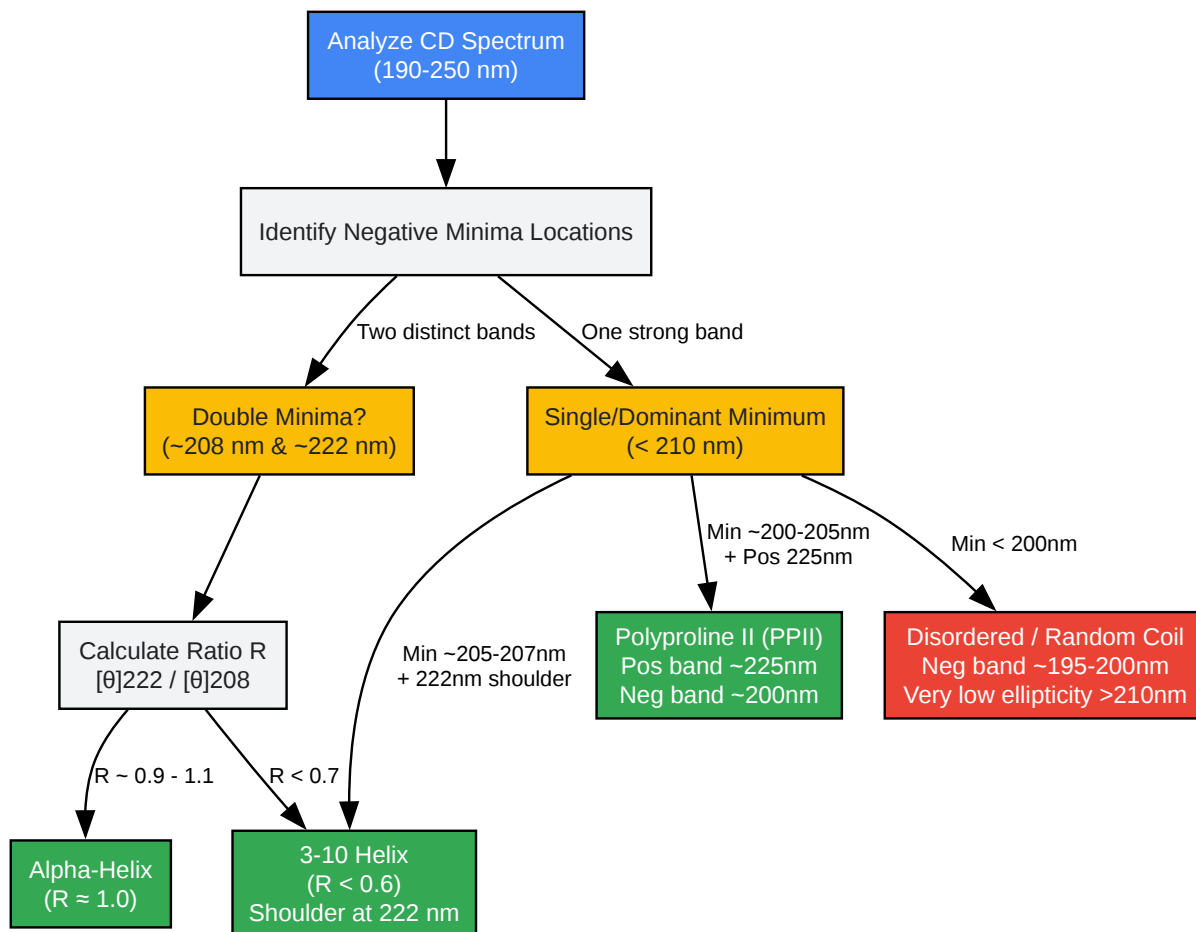 Analyze CD Spectrum
(190-250 nm)
Identify Negative Minima Locations
Two distinct bands
One strong band
Double Minima?
(~208 nm & ~222 nm)
Single/Dominant Minimum
(< 210 nm)
Min ~200-205nm
+ Pos 225nm
Min < 200nm
Calculate Ratio R
[θ]222 / [θ]208
Min ~205-207nm
+ 222nm shoulder
Polyproline II (PPII)
Pos band ~225nm
Neg band ~200nm
Disordered / Random Coil
Neg band ~195-200nm
Very low ellipticity >210nm
R ~ 0.9 - 1.1
R < 0.7
Alpha-Helix
(R ≈ 1.0)
3-10 Helix
(R < 0.6)
Shoulder at 222 nm